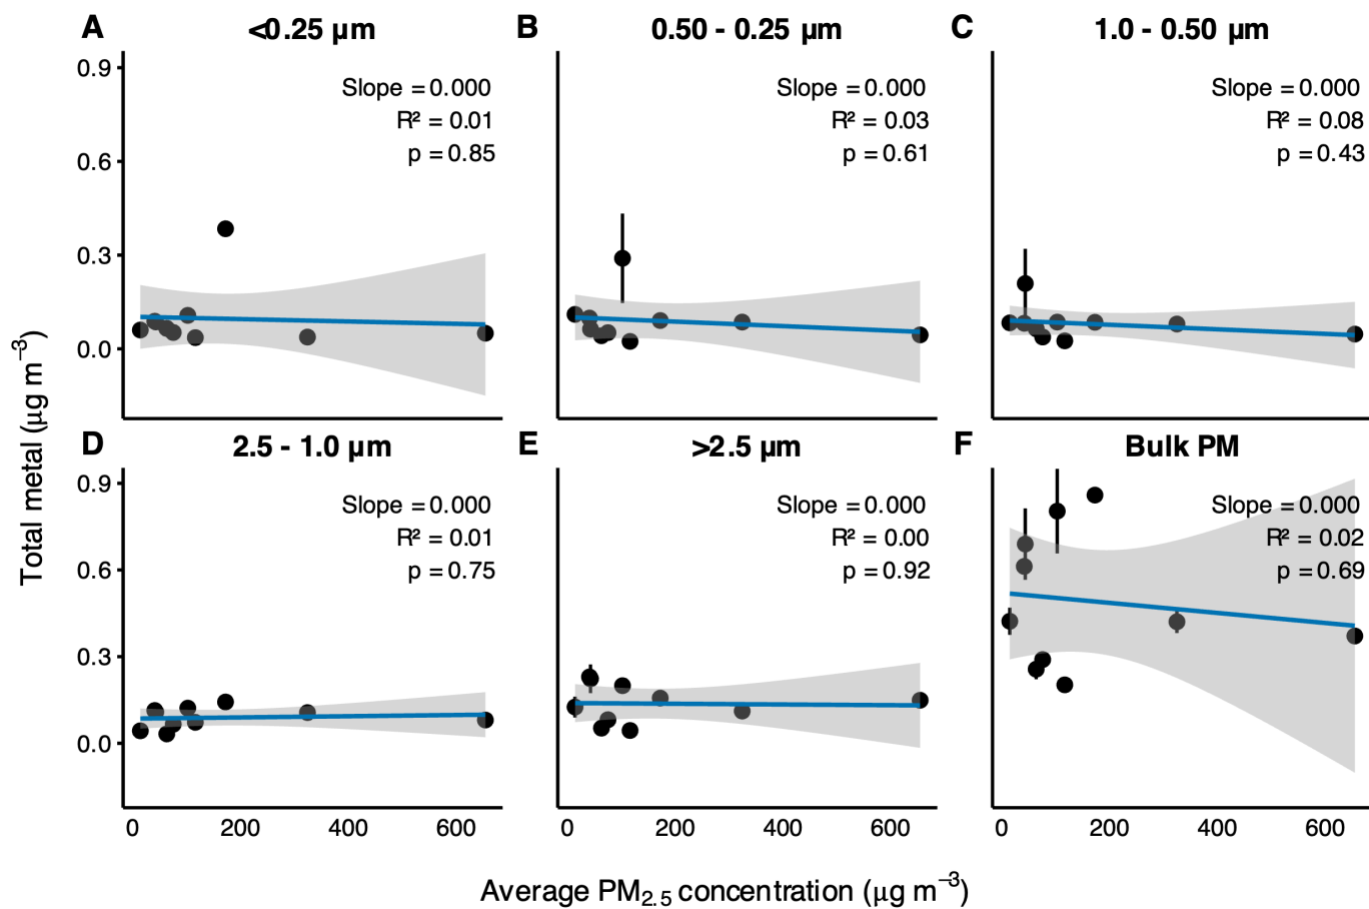 A <0.25 µm
B 0.50 - 0.25 µm
C 1.0 - 0.50 µm
Slope = 0.000
R² = 0.01
p = 0.85
Slope = 0.000
R² = 0.03
p = 0.61
Slope = 0.000
R² = 0.08
p = 0.43
0.9
0.6
0.3
0.0
D 2.5 - 1.0 µm
E >2.5 µm
F Bulk PM
Slope = 0.000
R² = 0.01
p = 0.75
Slope = 0.000
R² = 0.00
p = 0.92
Slope = 0.000
R² = 0.02
p = 0.69
0.9
0.6
0.3
0.0
0 200 400 600
0 200 400 600
0 200 400 600
Total metal (µg m⁻³)
Average PM₂.₅ concentration (µg m⁻³)